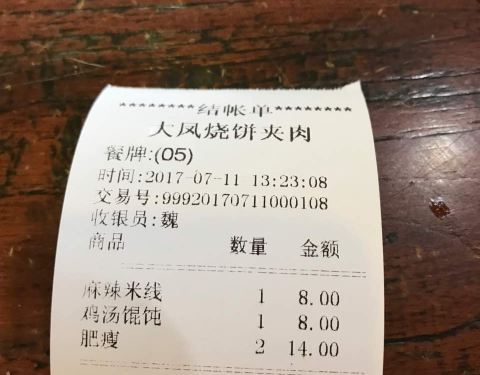 ********结帐单********
大凤烧饼夹肉
餐牌:(05)
时间:2017-07-11 13:23:08
交易号:99920170711000108
收银员:魏
商品 数量 金额
麻辣米线 1 8.00
鸡汤馄饨 1 8.00
肥瘦 2 14.00